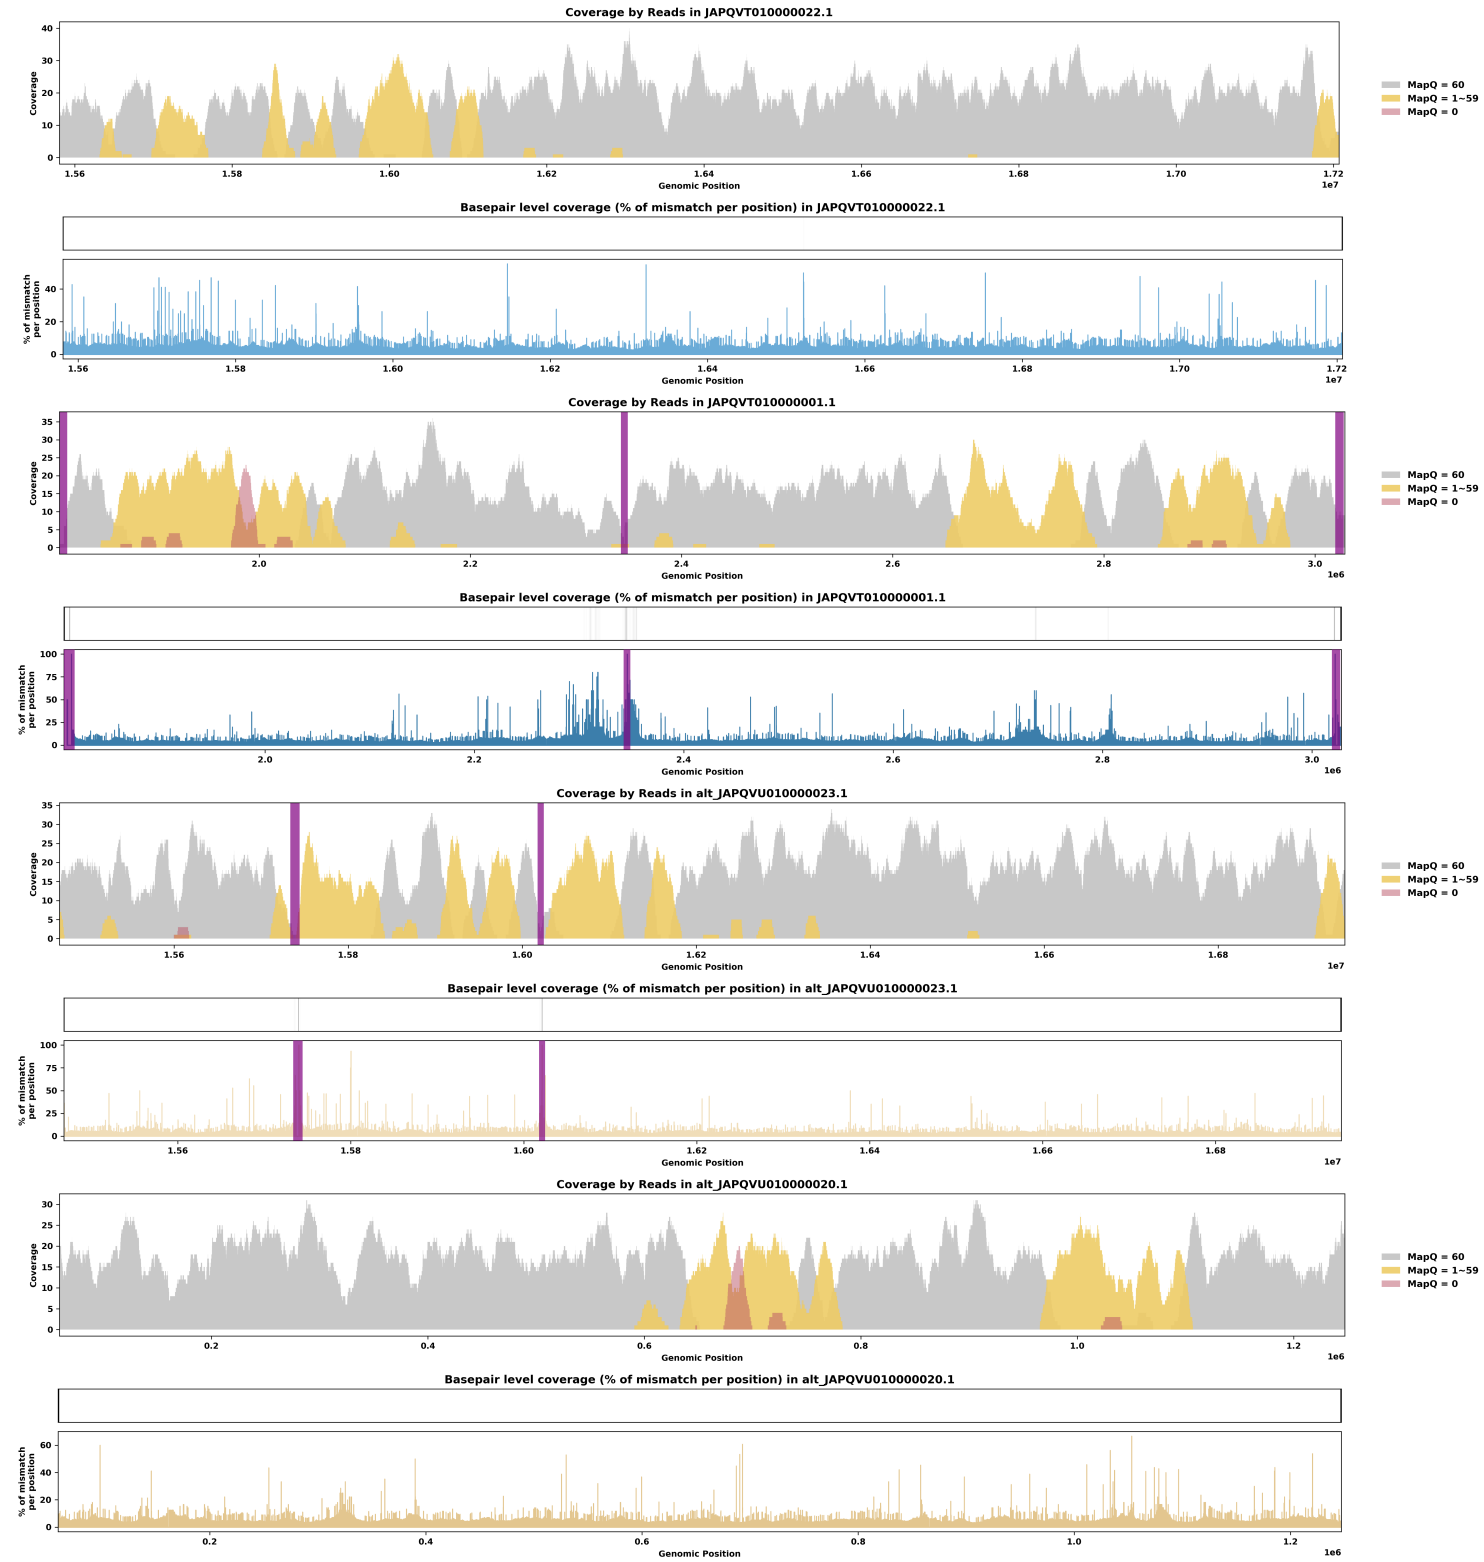 Coverage by Reads in JAPQVT010000022.1
Coverage
40
30
20
10
0
1.56 1.58 1.60 1.62 1.64 1.66 1.68 1.70 1.72
1e7
Genomic Position
MapQ = 60
MapQ = 1~59
MapQ = 0
Basepair level coverage (% of mismatch per position) in JAPQVT010000022.1
% of mismatch
per position
40
20
0
1.56 1.58 1.60 1.62 1.64 1.66 1.68 1.70 1.72
1e7
Genomic Position
Coverage by Reads in JAPQVT010000001.1
Coverage
35
30
25
20
15
10
5
0
2.0 2.2 2.4 2.6 2.8 3.0
1e6
Genomic Position
MapQ = 60
MapQ = 1~59
MapQ = 0
Basepair level coverage (% of mismatch per position) in JAPQVT010000001.1
% of mismatch
per position
100
75
50
25
0
2.0 2.2 2.4 2.6 2.8 3.0
1e6
Genomic Position
Coverage by Reads in alt_JAPQVU010000023.1
Coverage
35
30
25
20
15
10
5
0
1.56 1.58 1.60 1.62 1.64 1.66 1.68
1e7
Genomic Position
MapQ = 60
MapQ = 1~59
MapQ = 0
Basepair level coverage (% of mismatch per position) in alt_JAPQVU010000023.1
% of mismatch
per position
100
75
50
25
0
1.56 1.58 1.60 1.62 1.64 1.66 1.68
1e7
Genomic Position
Coverage by Reads in alt_JAPQVU010000020.1
Coverage
30
25
20
15
10
5
0
0.2 0.4 0.6 0.8 1.0 1.2
1e6
Genomic Position
MapQ = 60
MapQ = 1~59
MapQ = 0
Basepair level coverage (% of mismatch per position) in alt_JAPQVU010000020.1
% of mismatch
per position
60
40
20
0
0.2 0.4 0.6 0.8 1.0 1.2
1e6
Genomic Position